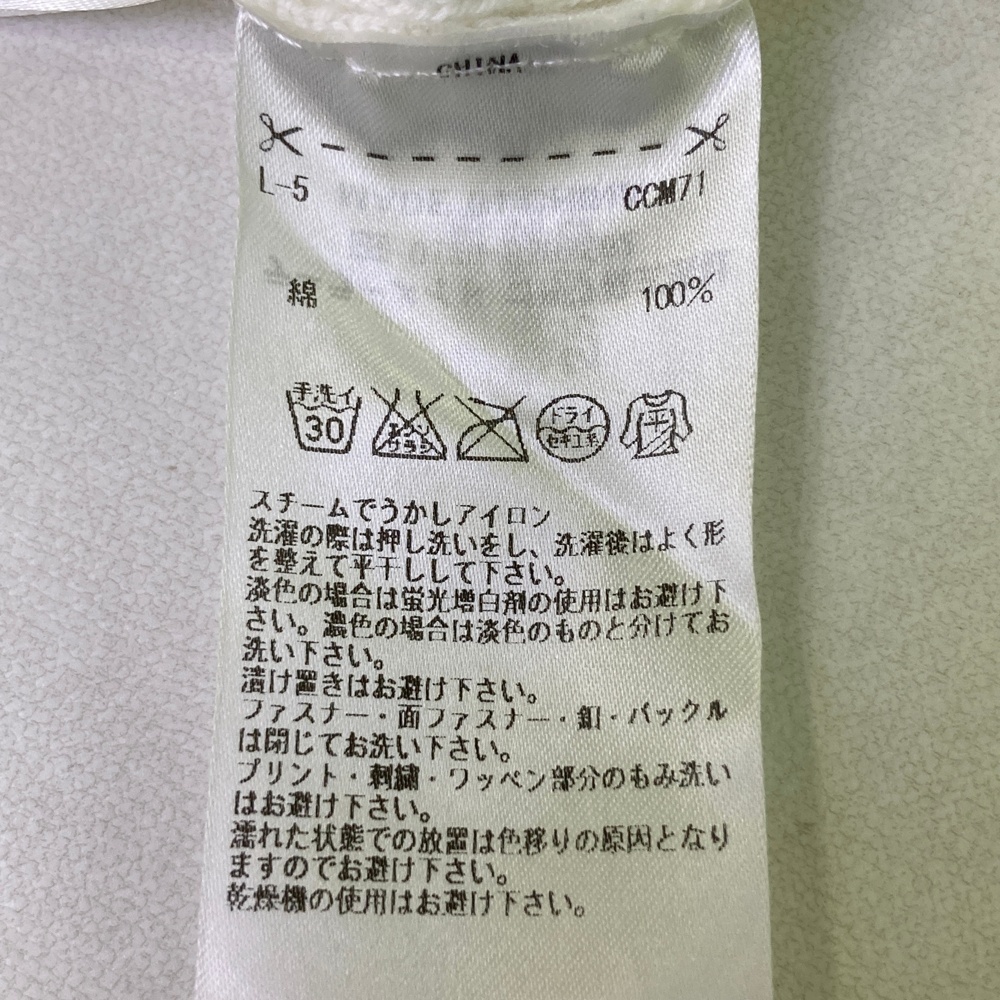 CHINA
L-5 CCM71
綿 100%
手洗イ
30
エンソ
サラシ
ドライ
セキユ系
平
スチームでうかしアイロン
洗濯の際は押し洗いをし、洗濯後はよく形
を整えて平干しして下さい。
淡色の場合は蛍光増白剤の使用はお避け下
さい。濃色の場合は淡色のものと分けてお
洗い下さい。
漬け置きはお避け下さい。
ファスナー・面ファスナー・釦・バックル
は閉じてお洗い下さい。
プリント・刺繍・ワッペン部分のもみ洗い
はお避け下さい。
濡れた状態での放置は色移りの原因となり
ますのでお避け下さい。
乾燥機の使用はお避け下さい。